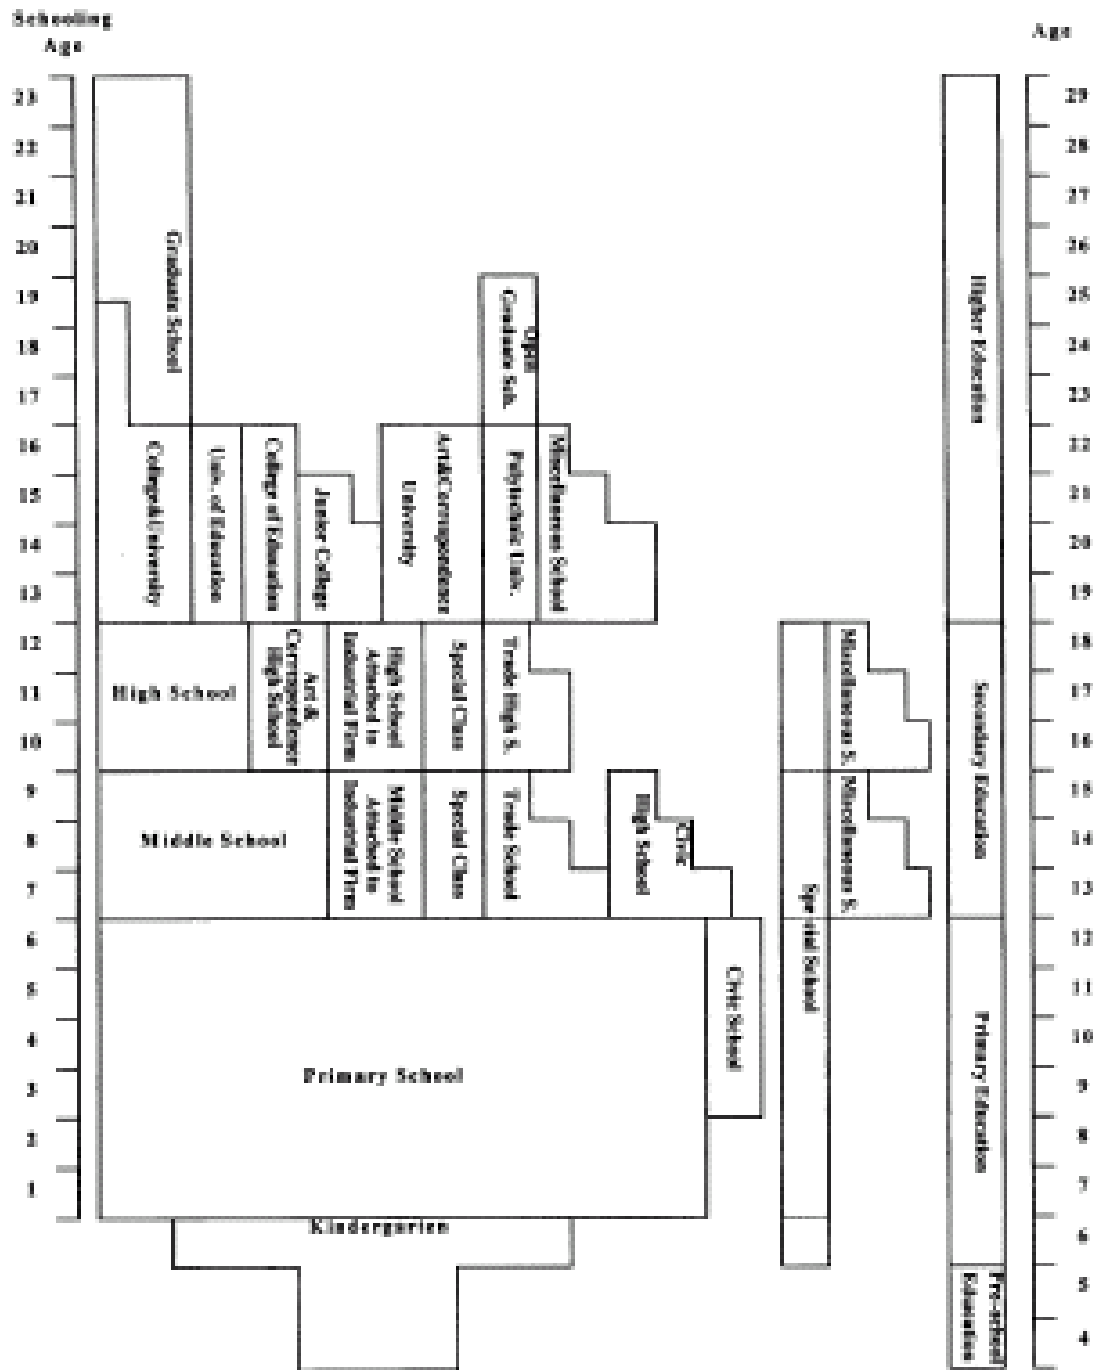 Schooling
Age
Age
23
22
21
20
19
18
17
16
15
14
13
12
11
10
9
8
7
6
5
4
3
2
1
Graduate School
Open
Graduate Sch.
College&University
Univ. of Education
College of Education
Junior College
Air&Correspondence
University
Polytechnic Univ.
Miscellaneous School
High School
Air &
Correspondence
High School
High School
Attached to
Industrial Firm
Special Class
Trade High S.
Miscellaneous S.
Middle School
Middle School
Attached to
Industrial Firm
Special Class
Trade School
Civic
High School
Miscellaneous S.
Special School
Primary School
Civic School
Kindergarten
Higher Education
Secondary Education
Primary Education
Pre-school
Education
29
28
27
26
25
24
23
22
21
20
19
18
17
16
15
14
13
12
11
10
9
8
7
6
5
4